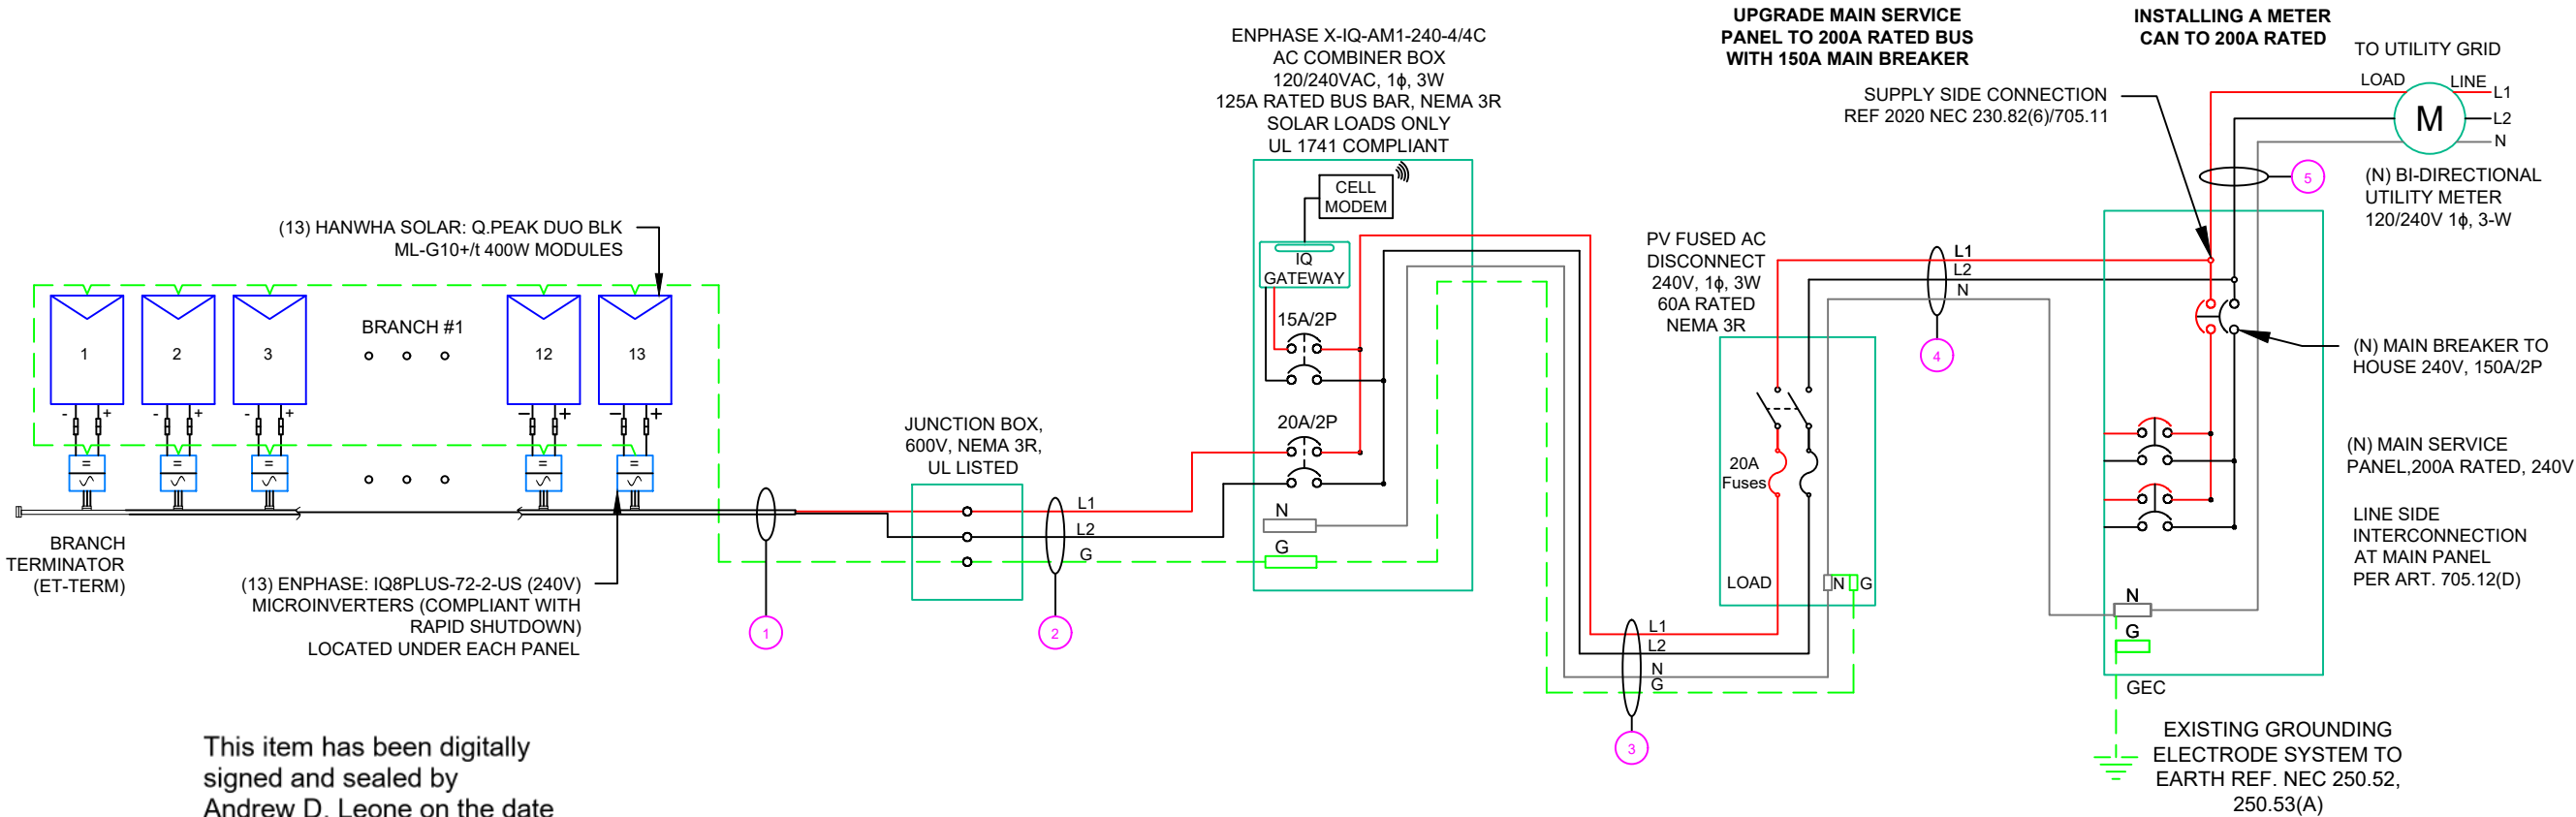 UPGRADE MAIN SERVICE
PANEL TO 200A RATED BUS
WITH 150A MAIN BREAKER
INSTALLING A METER
CAN TO 200A RATED
TO UTILITY GRID
LOAD
LINE
L1
L2
N
M
ENPHASE X-IQ-AM1-240-4/4C
AC COMBINER BOX
120/240VAC, 1ϕ, 3W
125A RATED BUS BAR, NEMA 3R
SOLAR LOADS ONLY
UL 1741 COMPLIANT
SUPPLY SIDE CONNECTION
REF 2020 NEC 230.82(6)/705.11
5
(N) BI-DIRECTIONAL
UTILITY METER
120/240V 1ϕ, 3-W
CELL
MODEM
IQ
GATEWAY
15A/2P
20A/2P
N
G
(13) HANWHA SOLAR: Q.PEAK DUO BLK
ML-G10+/t 400W MODULES
BRANCH #1
1
2
3
12
13
- +
- +
- +
- +
- +
=
=
=
=
=
BRANCH
TERMINATOR
(ET-TERM)
(13) ENPHASE: IQ8PLUS-72-2-US (240V)
MICROINVERTERS (COMPLIANT WITH
RAPID SHUTDOWN)
LOCATED UNDER EACH PANEL
1
JUNCTION BOX,
600V, NEMA 3R,
UL LISTED
L1
L2
G
2
PV FUSED AC
DISCONNECT
240V, 1ϕ, 3W
60A RATED
NEMA 3R
20A
Fuses
LOAD
N G
L1
L2
N
G
3
L1
L2
N
4
(N) MAIN BREAKER TO
HOUSE 240V, 150A/2P
(N) MAIN SERVICE
PANEL,200A RATED, 240V
LINE SIDE
INTERCONNECTION
AT MAIN PANEL
PER ART. 705.12(D)
N
G
GEC
EXISTING GROUNDING
ELECTRODE SYSTEM TO
EARTH REF. NEC 250.52,
250.53(A)
This item has been digitally
signed and sealed by
Andrew D. Leone on the date